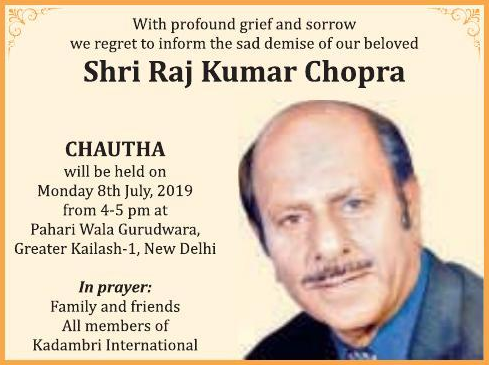 With profound grief and sorrow
we regret to inform the sad demise of our beloved
Shri Raj Kumar Chopra
CHAUTHA
will be held on
Monday 8th July, 2019
from 4-5 pm at
Pahari Wala Gurudwara,
Greater Kailash-1, New Delhi
In prayer:
Family and friends
All members of
Kadambri International